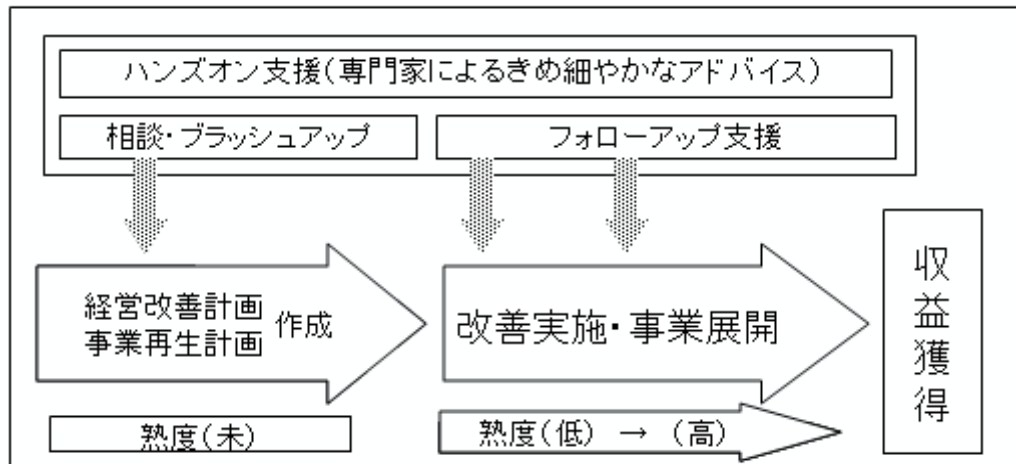 ハンズオン支援(専門家によるきめ細やかなアドバイス)
相談・ブラッシュアップ
フォローアップ支援
経営改善計画
事業再生計画
作成
改善実施・事業展開
収益獲得
熟度(未)
熟度(低) → (高)